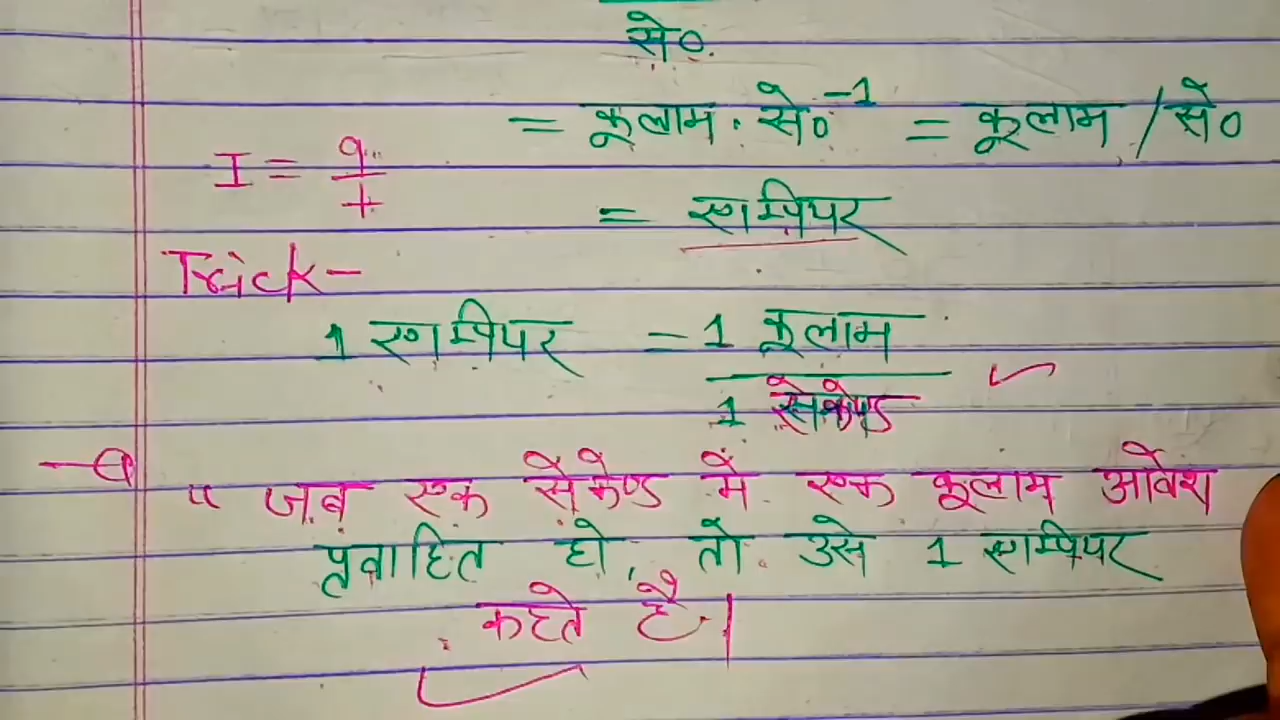 से०
= कूलाम . से०⁻¹ = कूलाम / से०
I = q/t
= एम्पियर
Trick –
1 एम्पियर = 1 कूलाम
1 सेकेण्ड
" जब एक सेकेण्ड में एक कूलाम आवेश
प्रवाहित हो, तो उसे 1 एम्पियर
कहते है।